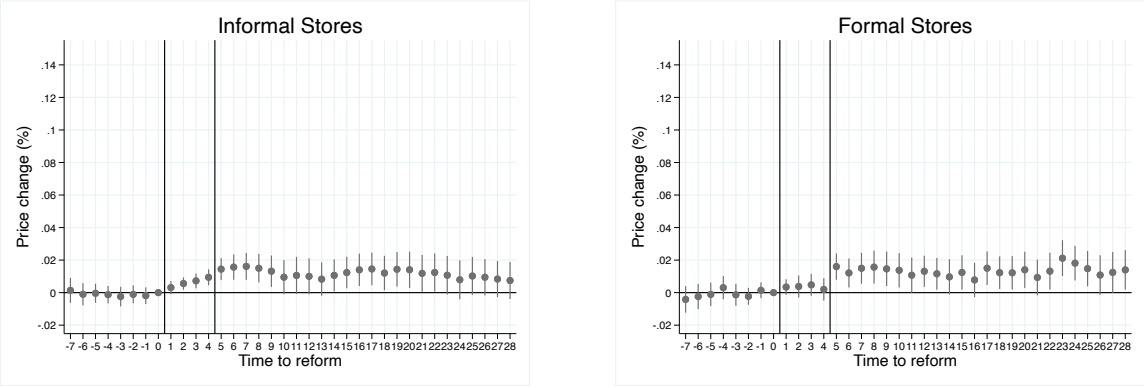 Informal Stores
Price change (%)
.14
.12
.1
.08
.06
.04
.02
0
-.02
-7 -6 -5 -4 -3 -2 -1 0 1 2 3 4 5 6 7 8 9 10 11 12 13 14 15 16 17 18 19 20 21 22 23 24 25 26 27 28
Time to reform
Formal Stores
Price change (%)
.14
.12
.1
.08
.06
.04
.02
0
-.02
-7 -6 -5 -4 -3 -2 -1 0 1 2 3 4 5 6 7 8 9 10 11 12 13 14 15 16 17 18 19 20 21 22 23 24 25 26 27 28
Time to reform